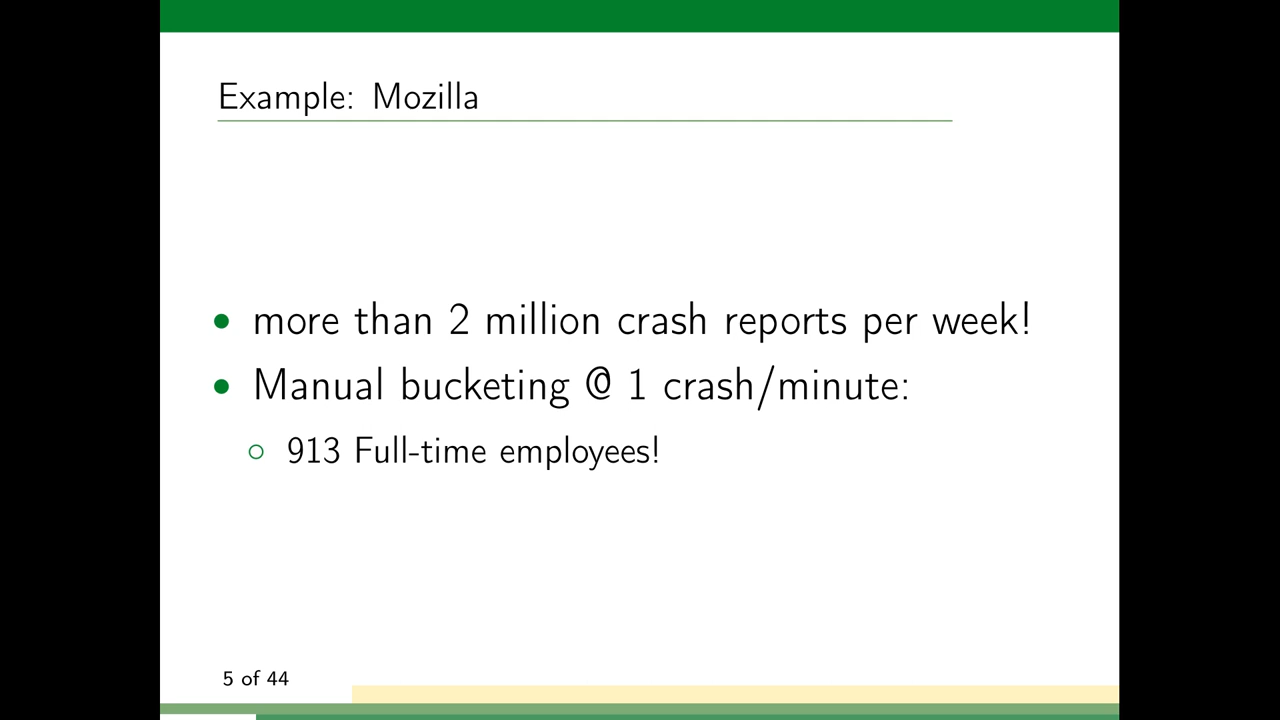 Example: Mozilla
• more than 2 million crash reports per week!
• Manual bucketing @ 1 crash/minute:
○ 913 Full-time employees!
5 of 44